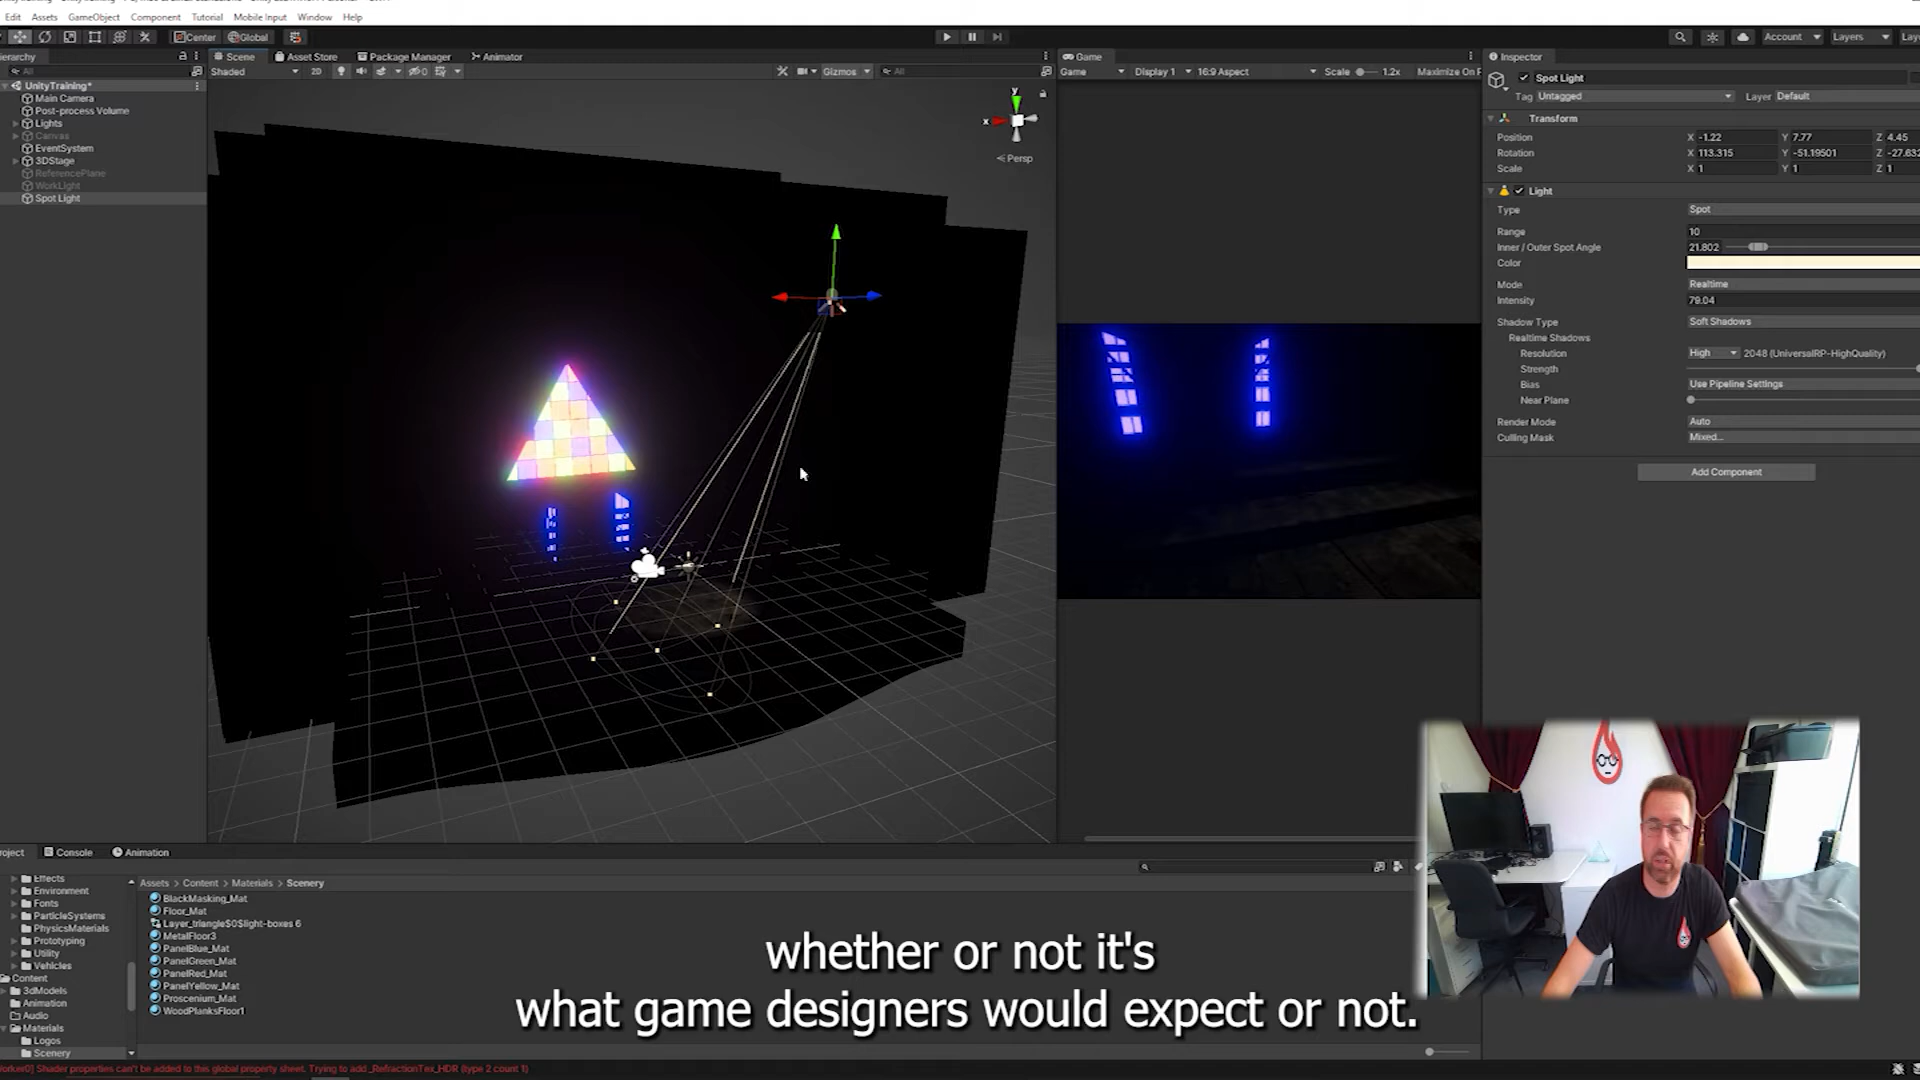 Edit Assets GameObject Component Tutorial Mobile Input Window Help
Center Global
Account Layers
Hierarchy
Scene Asset Store Package Manager Animator
Game
Inspector
All
Shaded 2D Gizmos All
Game Display 1 16:9 Aspect Scale 1.2x Maximize On P
UnityTraining*
Main Camera
Post-process Volume
Lights
Canvas
EventSystem
3DStage
ReferencePlane
WorkLight
Spot Light
y
x
Persp
Spot Light
Tag Untagged Layer Default
Transform
Position X -1.22 Y 7.77 Z 4.45
Rotation X 113.315 Y -51.19501 Z -27.632
Scale X 1 Y 1 Z 1
Light
Type Spot
Range 10
Inner / Outer Spot Angle 21.802
Color
Mode Realtime
Intensity 79.04
Shadow Type Soft Shadows
Realtime Shadows
Resolution High 2048 (UniversalRP-HighQuality)
Strength
Bias Use Pipeline Settings
Near Plane
Render Mode Auto
Culling Mask Mixed...
Add Component
Project Console Animation
Effects
Environment
Fonts
ParticleSystems
PhysicsMaterials
Prototyping
Utility
Vehicles
Content
3dModels
Animation
Audio
Materials
Logos
Scenery
Assets > Content > Materials > Scenery
BlackMasking_Mat
Floor_Mat
Layer_triangle$0$light-boxes 6
MetalFloor3
PanelBlue_Mat
PanelGreen_Mat
PanelRed_Mat
PanelYellow_Mat
Proscenium_Mat
WoodPlanksFloor1
whether or not it's
what game designers would expect or not.
Worker0] Shader properties can't be added to this global property sheet. Trying to add _RefractionTex_HDR (type 2 count 1)